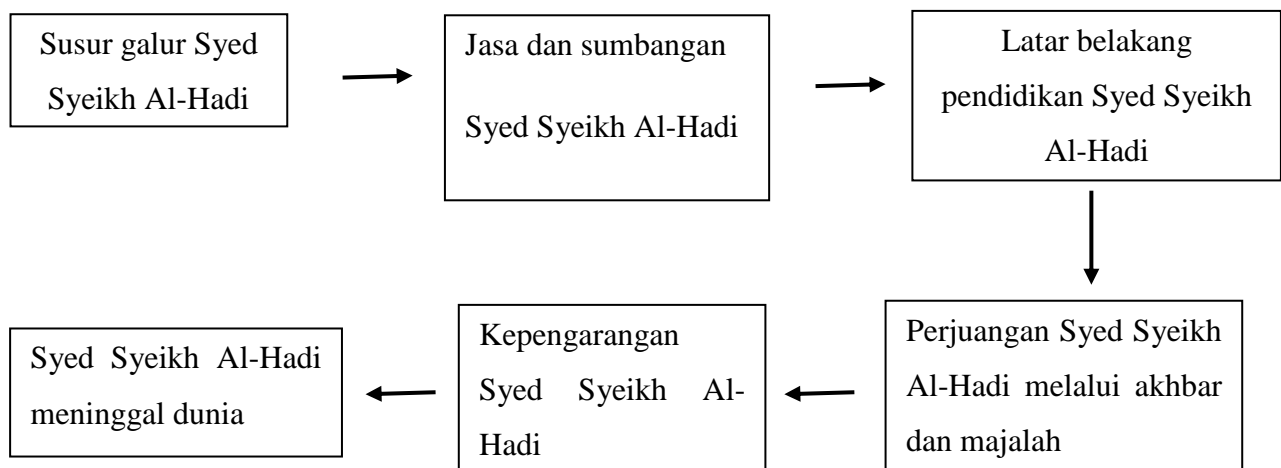 Susur galur Syed
Syeikh Al-Hadi
Jasa dan sumbangan
Syed Syeikh Al-Hadi
Latar belakang
pendidikan Syed Syeikh
Al-Hadi
Perjuangan Syed Syeikh
Al-Hadi melalui akhbar
dan majalah
Kepengarangan
Syed Syeikh Al-
Hadi
Syed Syeikh Al-Hadi
meninggal dunia